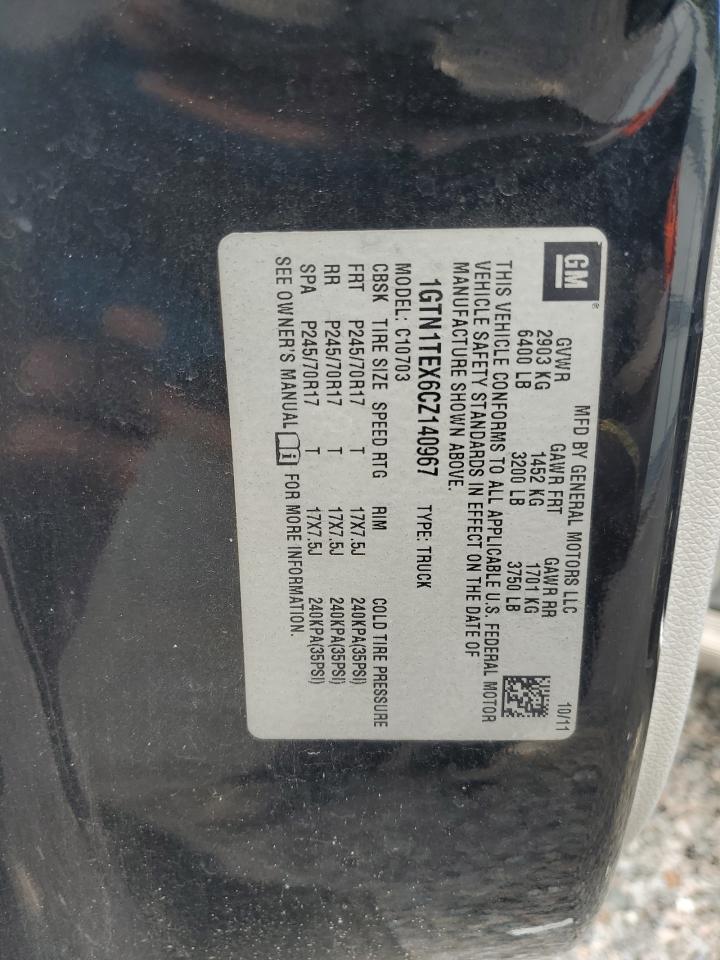 GM ®
MFD BY GENERAL MOTORS LLC
10/11
GVWR GAWR FRT GAWR RR
2903 KG 1452 KG 1701 KG
6400 LB 3200 LB 3750 LB
THIS VEHICLE CONFORMS TO ALL APPLICABLE U.S. FEDERAL MOTOR
VEHICLE SAFETY STANDARDS IN EFFECT ON THE DATE OF
MANUFACTURE SHOWN ABOVE.
1GTN1TEX6CZ140967 TYPE: TRUCK
MODEL: C10703
CBSK TIRE SIZE SPEED RTG RIM COLD TIRE PRESSURE
FRT P245/70R17 T 17X7.5J 240KPA(35PSI)
RR P245/70R17 T 17X7.5J 240KPA(35PSI)
SPA P245/70R17 T 17X7.5J 240KPA(35PSI)
SEE OWNER'S MANUAL i FOR MORE INFORMATION.